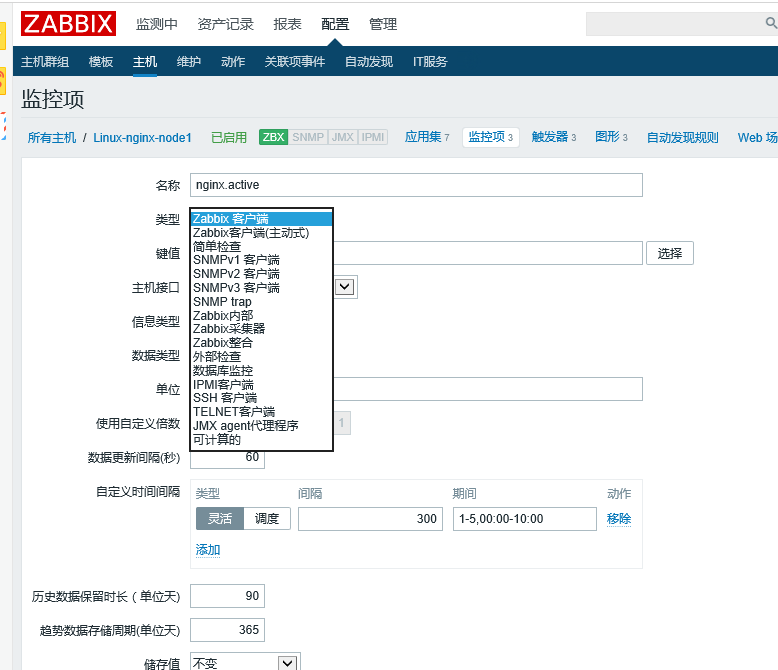 ZABBIX 监测中 资产记录 报表 配置 管理
主机群组 模板 主机 维护 动作 关联项事件 自动发现 IT服务
监控项
所有主机 / Linux-nginx-node1 已启用 ZBX SNMP JMX IPMI 应用集 7 监控项 3 触发器 3 图形 3 自动发现规则 Web 场
名称 nginx.active
类型 Zabbix 客户端
Zabbix客户端(主动式)
简单检查
键值 选择
SNMPv1 客户端
SNMPv2 客户端
主机接口 SNMPv3 客户端
SNMP trap
信息类型 Zabbix内部
Zabbix采集器
Zabbix整合
数据类型 外部检查
数据库监控
单位 IPMI客户端
SSH 客户端
TELNET客户端
使用自定义倍数 JMX agent代理程序 1
可计算的
数据更新间隔(秒) 60
自定义时间间隔 类型 间隔 期间 动作
灵活 调度 300 1-5,00:00-10:00 移除
添加
历史数据保留时长（单位天） 90
趋势数据存储周期(单位天) 365
储存值 不变